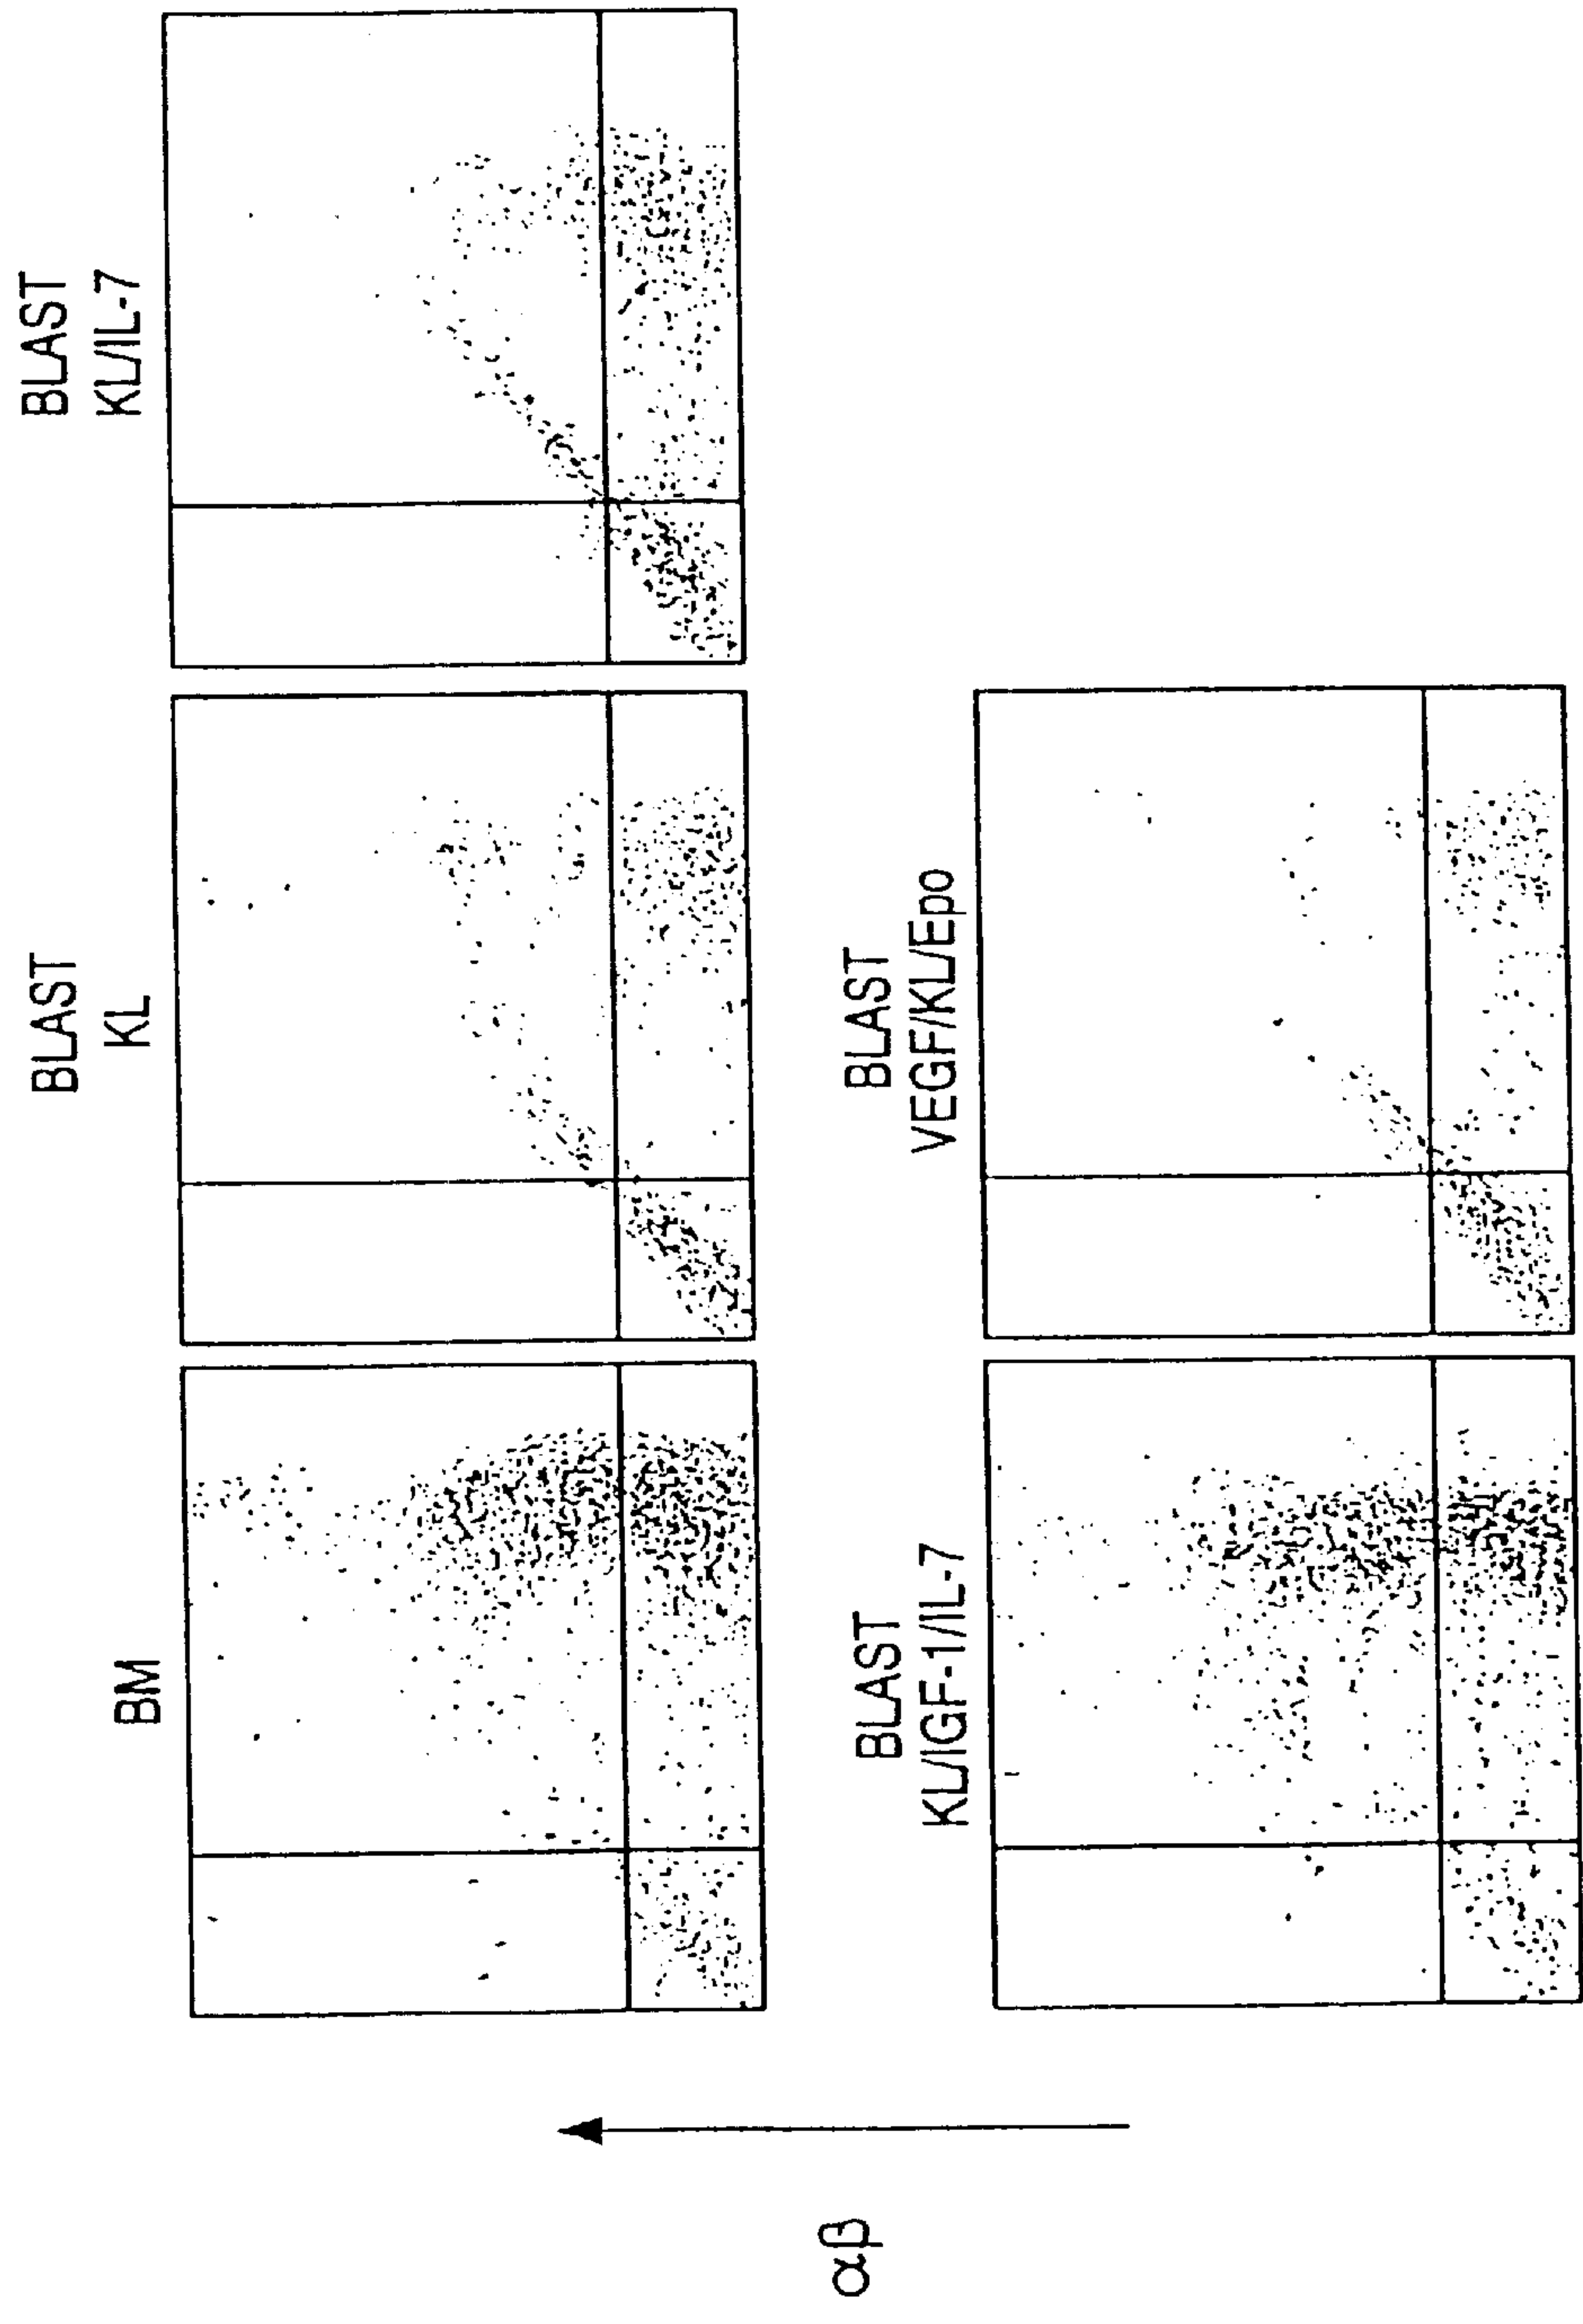 BM
BLAST
KL
BLAST
KL/IL-7
BLAST
KL/IGF-1/IL-7
BLAST
VEGF/KL/Epo
αβ